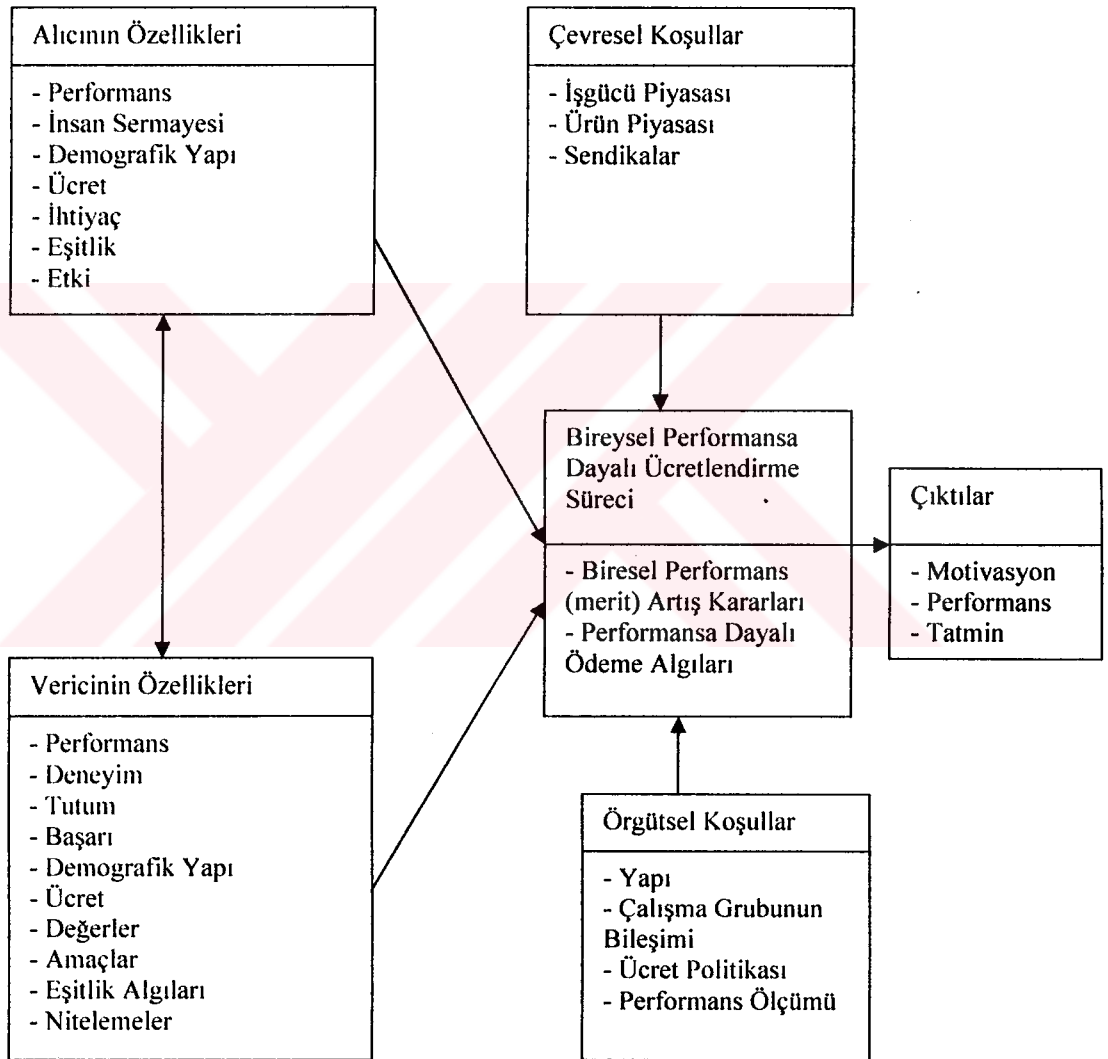 Alıcının Özellikleri
- Performans
- İnsan Sermayesi
- Demografik Yapı
- Ücret
- İhtiyaç
- Eşitlik
- Etki
Çevresel Koşullar
- İşgücü Piyasası
- Ürün Piyasası
- Sendikalar
Bireysel Performansa
Dayalı Ücretlendirme
Süreci
- Biresel Performans
(merit) Artış Kararları
- Performansa Dayalı
Ödeme Algıları
Çıktılar
- Motivasyon
- Performans
- Tatmin
Vericinin Özellikleri
- Performans
- Deneyim
- Tutum
- Başarı
- Demografik Yapı
- Ücret
- Değerler
- Amaçlar
- Eşitlik Algıları
- Nitelemeler
Örgütsel Koşullar
- Yapı
- Çalışma Grubunun
Bileşimi
- Ücret Politikası
- Performans Ölçümü